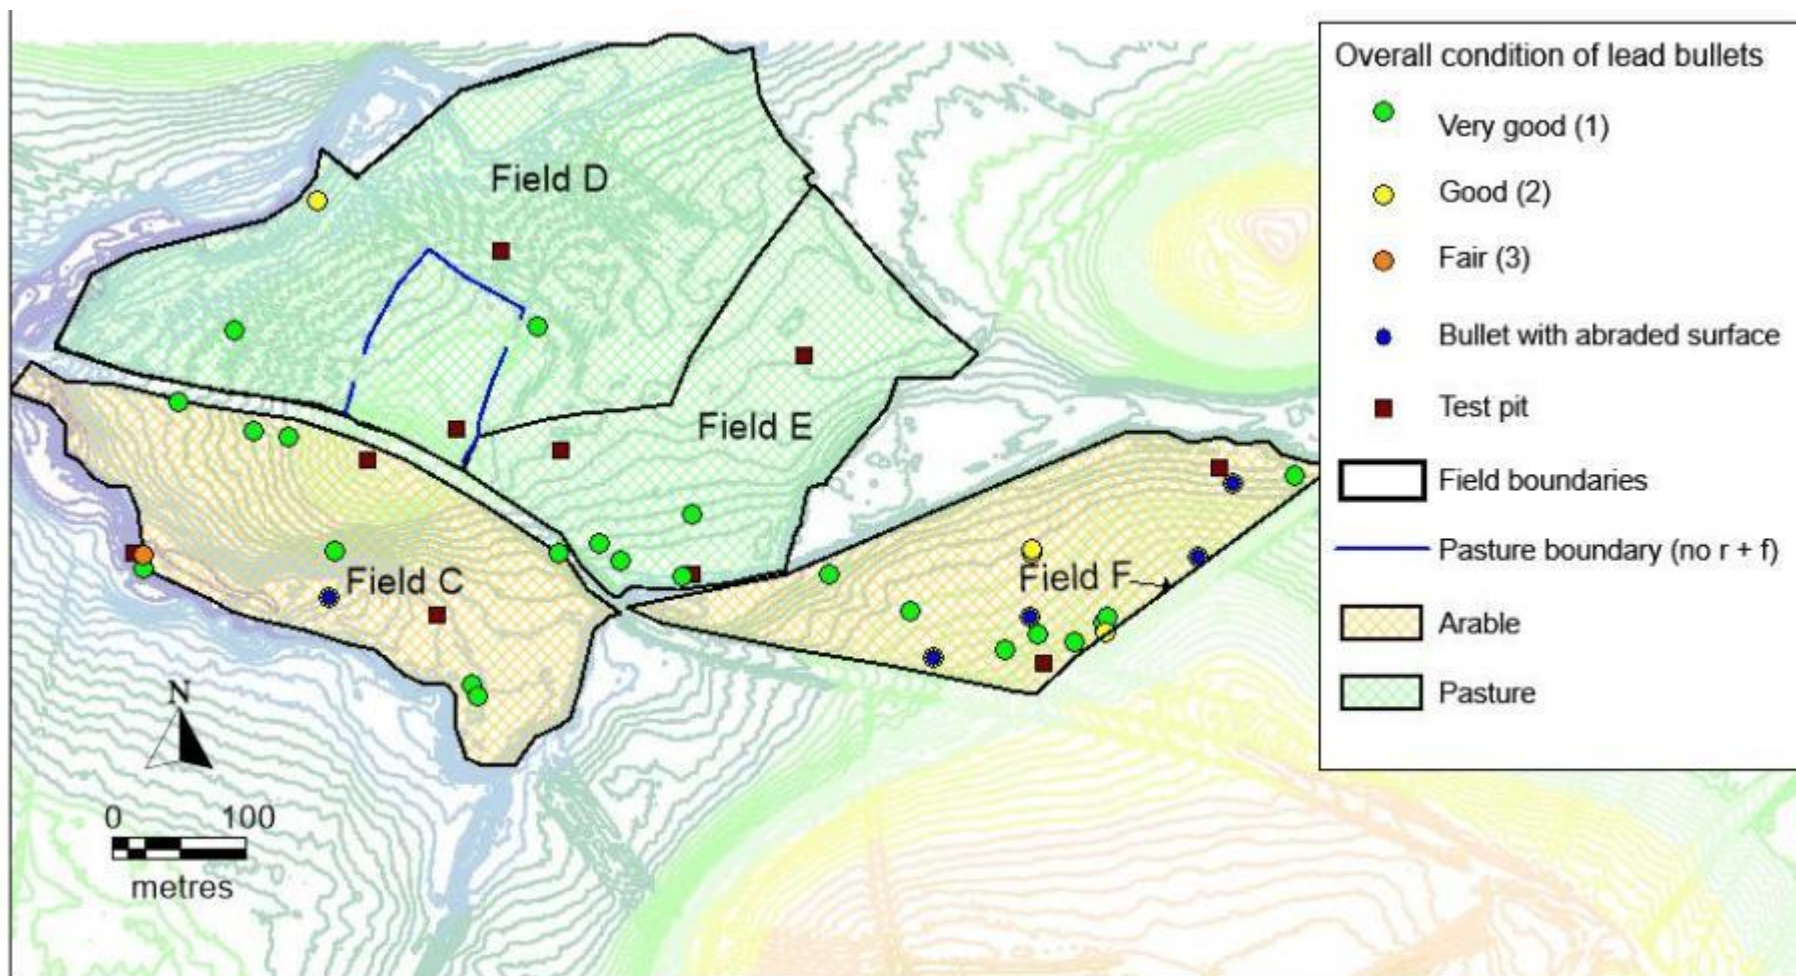 Overall condition of lead bullets
Very good (1)
Good (2)
Fair (3)
Bullet with abraded surface
Test pit
Field boundaries
Pasture boundary (no r + f)
Arable
Pasture
Field D
Field E
Field C
Field F
N
0 100
metres